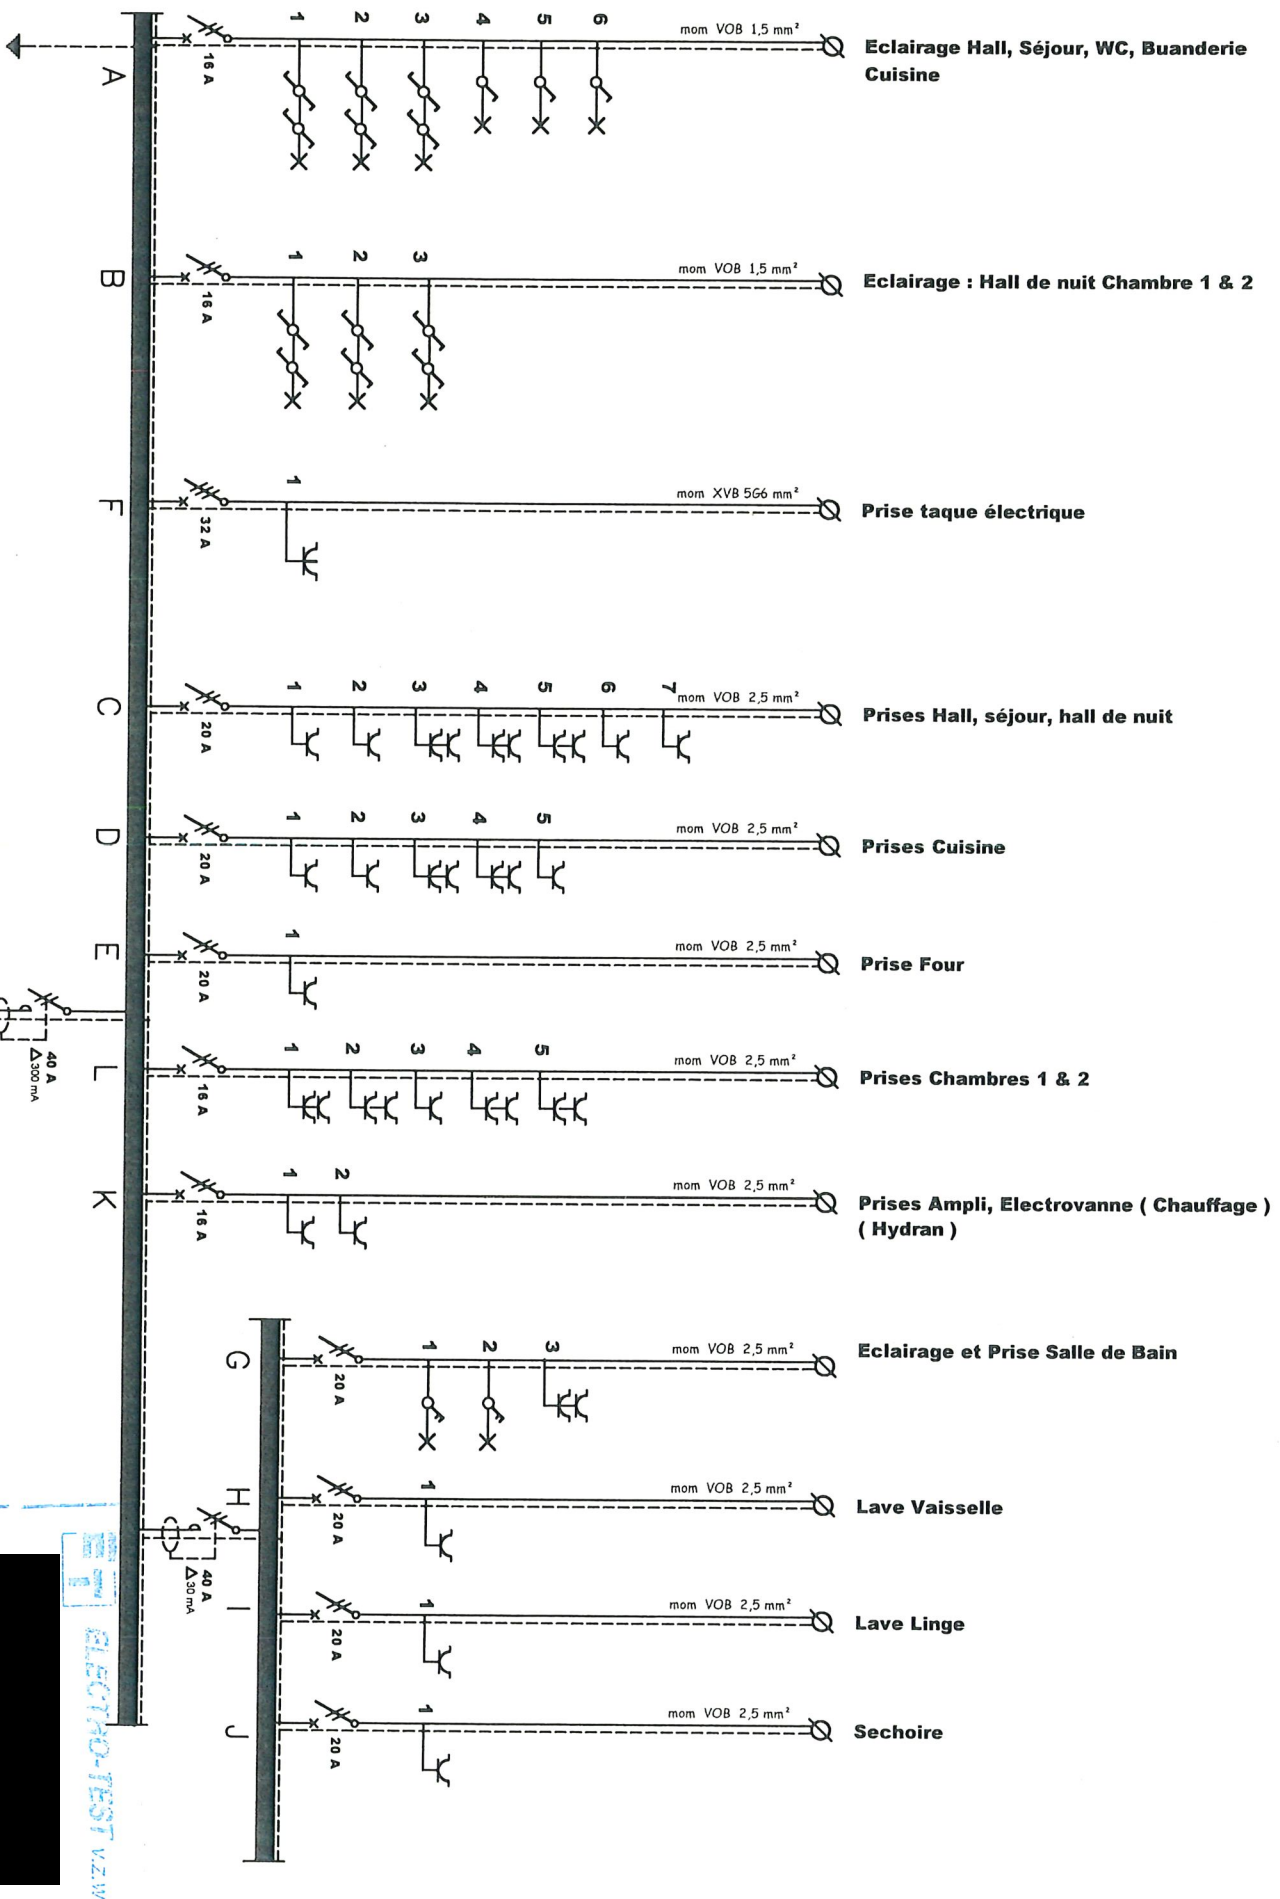 6
5
4
3
2
1
mom VOB 1,5 mm²
Eclairage Hall, Séjour, WC, Buanderie
Cuisine
16 A
A
3
2
1
mom VOB 1,5 mm²
Eclairage : Hall de nuit Chambre 1 & 2
16 A
B
1
mom XVB 5G6 mm²
Prise taque électrique
32 A
F
7
6
5
4
3
2
1
mom VOB 2,5 mm²
Prises Hall, séjour, hall de nuit
20 A
C
5
4
3
2
1
mom VOB 2,5 mm²
Prises Cuisine
20 A
D
1
mom VOB 2,5 mm²
Prise Four
20 A
E
40 A
Δ300 mA
5
4
3
2
1
mom VOB 2,5 mm²
Prises Chambres 1 & 2
16 A
L
2
1
mom VOB 2,5 mm²
Prises Ampli, Electrovanne ( Chauffage )
( Hydran )
16 A
K
3
2
1
mom VOB 2,5 mm²
Eclairage et Prise Salle de Bain
20 A
G
1
mom VOB 2,5 mm²
Lave Vaisselle
20 A
H
40 A
Δ30 mA
1
mom VOB 2,5 mm²
Lave Linge
20 A
I
1
mom VOB 2,5 mm²
Sechoire
20 A
J
ET
ELECTRO-TEST v.z.w